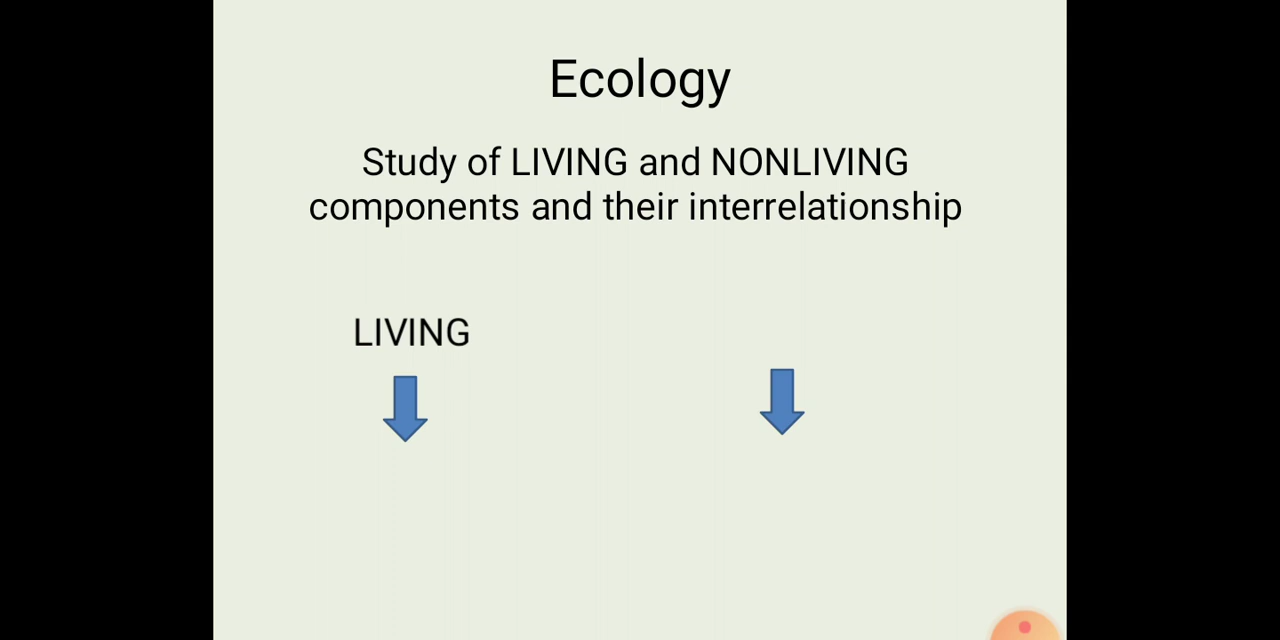 Ecology
Study of LIVING and NONLIVING
components and their interrelationship
LIVING